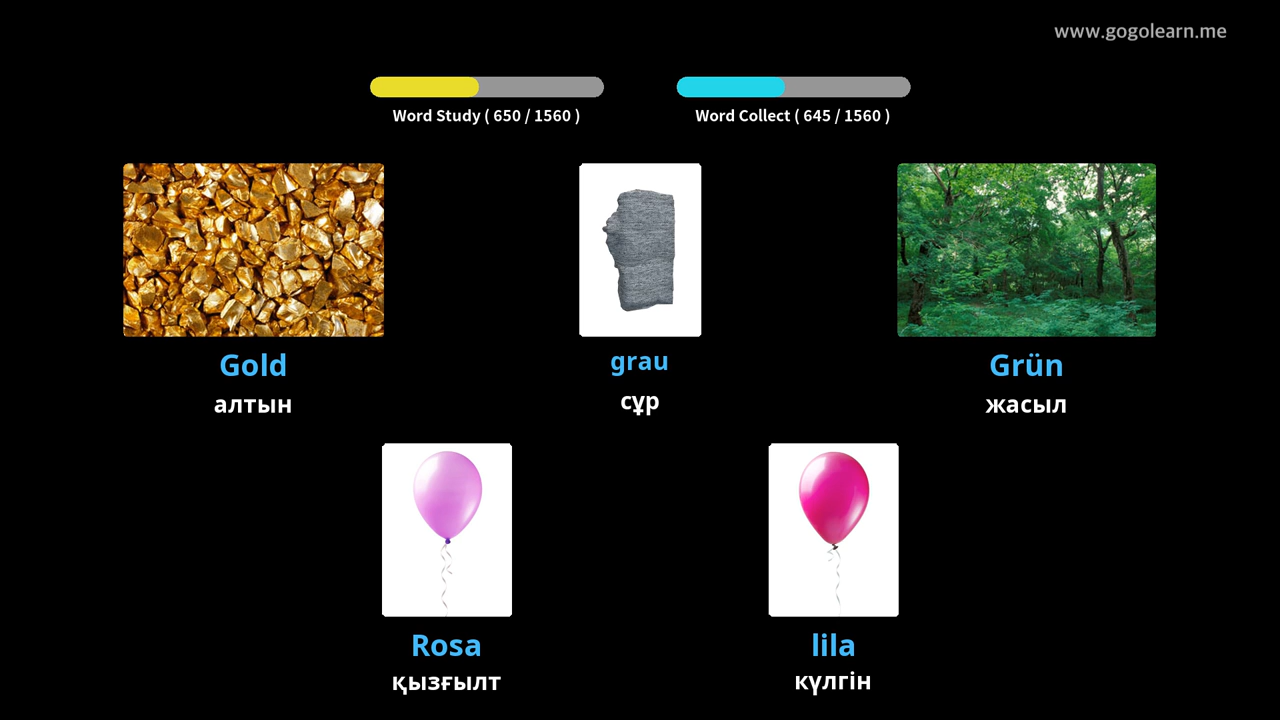 www.gogolearn.me
Word Study ( 650 / 1560 )
Word Collect ( 645 / 1560 )
Gold
алтын
grau
сұр
Grün
жасыл
Rosa
қызғылт
lila
күлгін